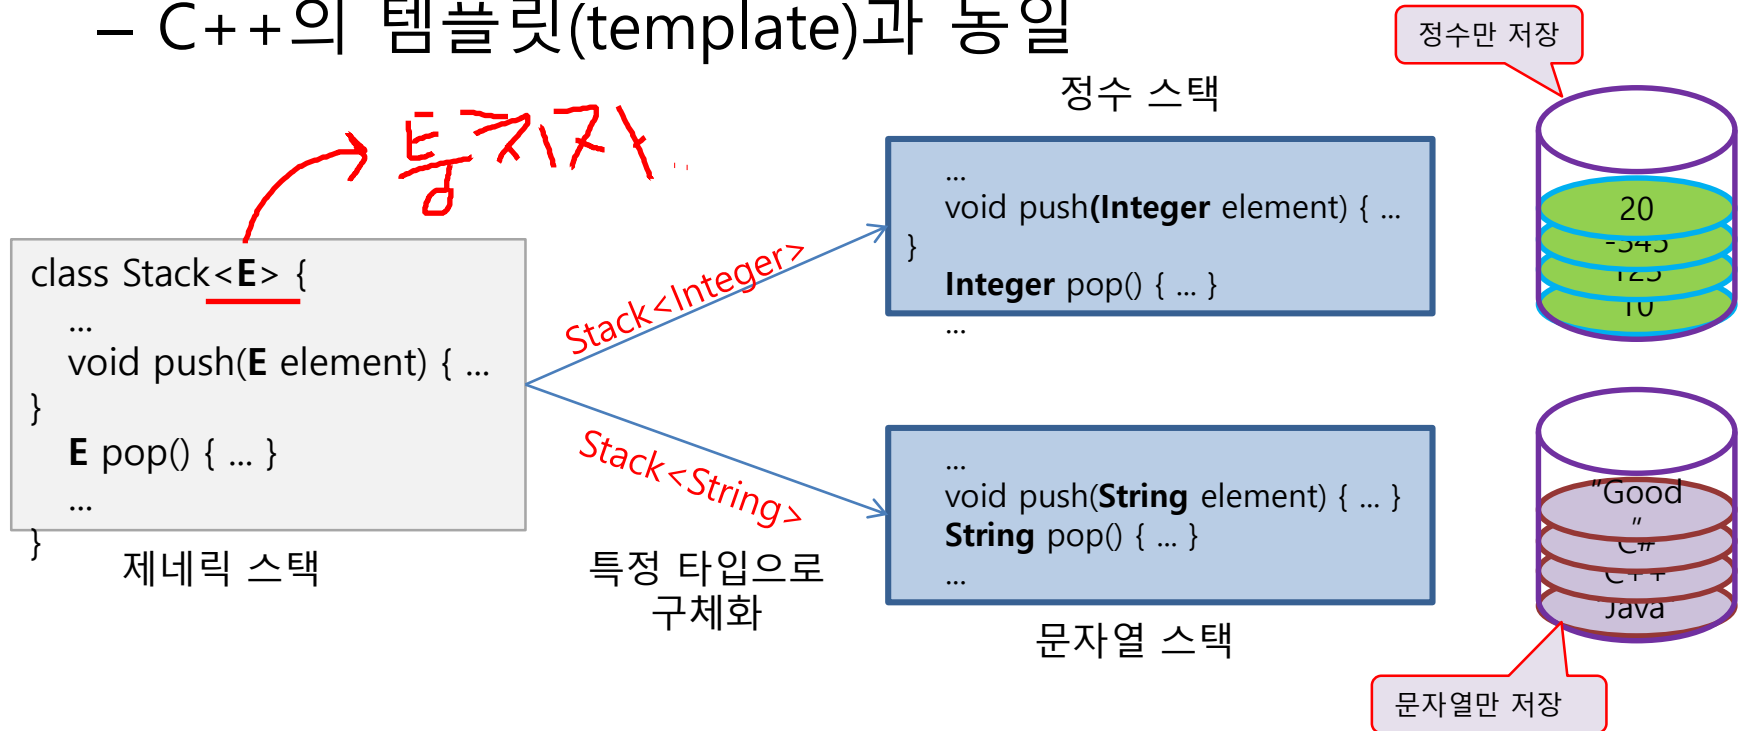 – C++의 템플릿(template)과 동일
정수만 저장
정수 스택
통지자
...
void push(Integer element) { ...
}
Integer pop() { ... }
...
20
-345
123
10
class Stack<E> {
...
void push(E element) { ...
}
E pop() { ... }
...
}
제네릭 스택
Stack<Integer>
Stack<String>
특정 타입으로
구체화
...
void push(String element) { ... }
String pop() { ... }
...
문자열 스택
"Good
"
C#
C++
Java
문자열만 저장